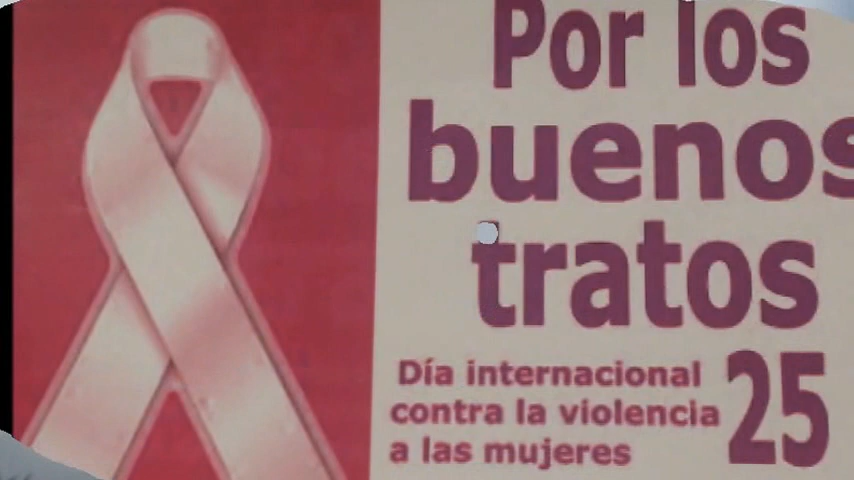 Por los
buenos
tratos
Día internacional
contra la violencia
a las mujeres
25